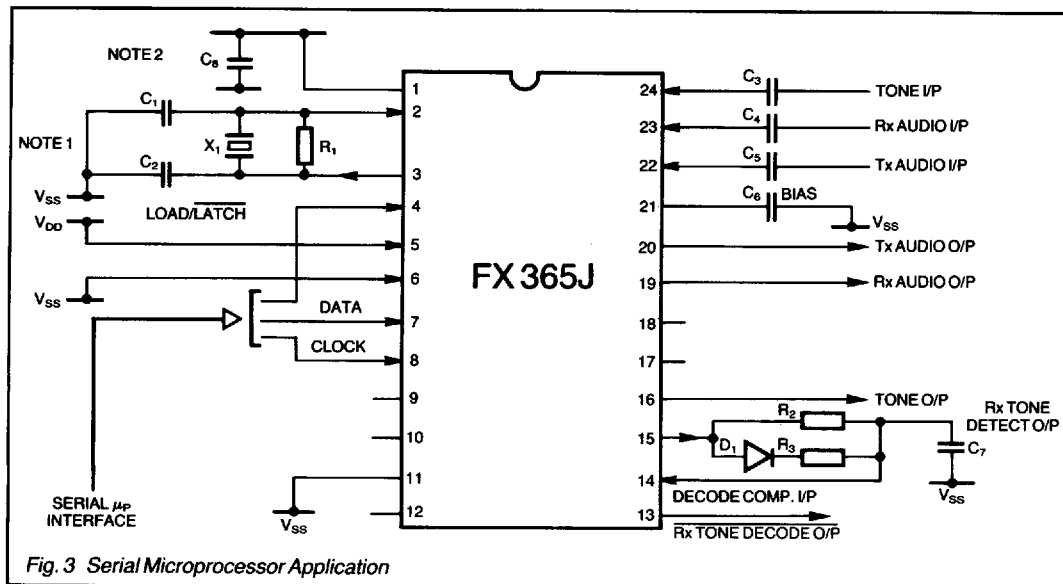 NOTE 2
C8
1
24
C3
TONE I/P
C1
2
23
C4
Rx AUDIO I/P
NOTE 1
X1
R1
C2
3
22
C5
Tx AUDIO I/P
VSS
LOAD/LATCH
4
21
C6
BIAS
VSS
VDD
5
20
Tx AUDIO O/P
FX 365J
6
19
Rx AUDIO O/P
VSS
DATA
7
18
CLOCK
8
17
9
16
TONE O/P
10
15
R2
Rx TONE
DETECT O/P
D1
R3
C7
11
14
DECODE COMP. I/P
VSS
SERIAL μP
INTERFACE
VSS
12
13
Rx TONE DECODE O/P
Fig. 3 Serial Microprocessor Application